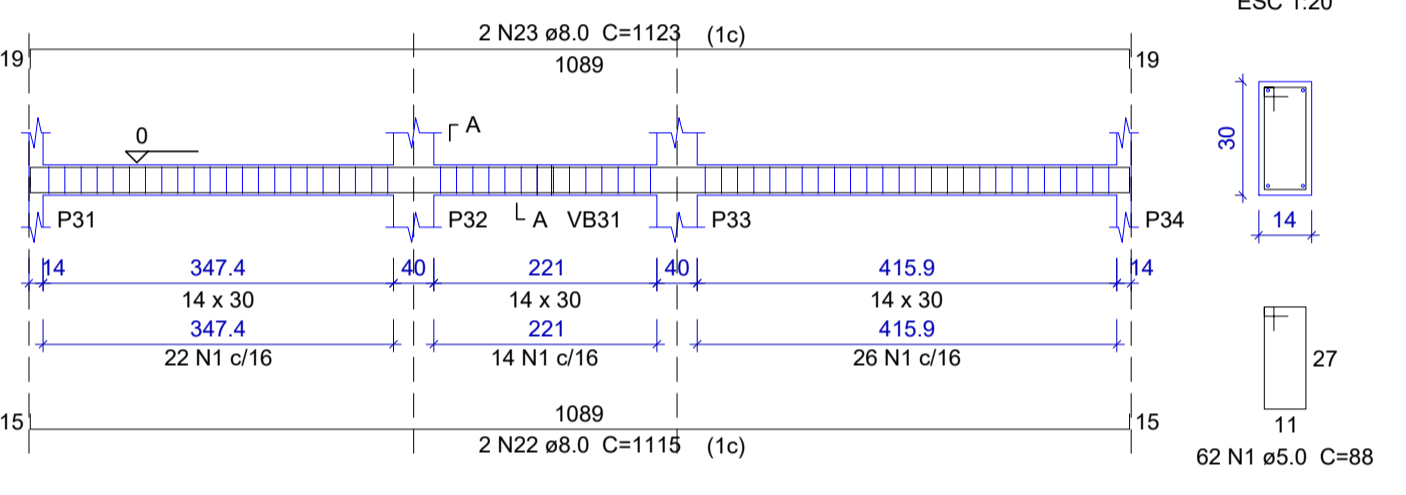 ESC 1:20
2 N23 ø8.0 C=1123 (1c)
19 1089 19
0
A
30
P31 P32 A VB31 P33 P34
14
14 347.4 40 221 40 415.9 14
14 x 30 14 x 30 14 x 30
347.4 221 415.9
22 N1 c/16 14 N1 c/16 26 N1 c/16
27
15 1089 15
11
2 N22 ø8.0 C=1115 (1c)
62 N1 ø5.0 C=88